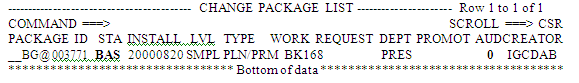 ------------------------------ CHANGE PACKAGE LIST --------------------- Row 1 to 1 of 1
COMMAND ===> SCROLL ===> CSR
PACKAGE ID STA INSTALL LVL TYPE WORK REQUEST DEPT PROMOT AUDCREATOR
__BG@003771 BAS 20000820 SMPL PLN/PRM BK168 PRES 0 IGCDAB
******************************** Bottom of data ************************************